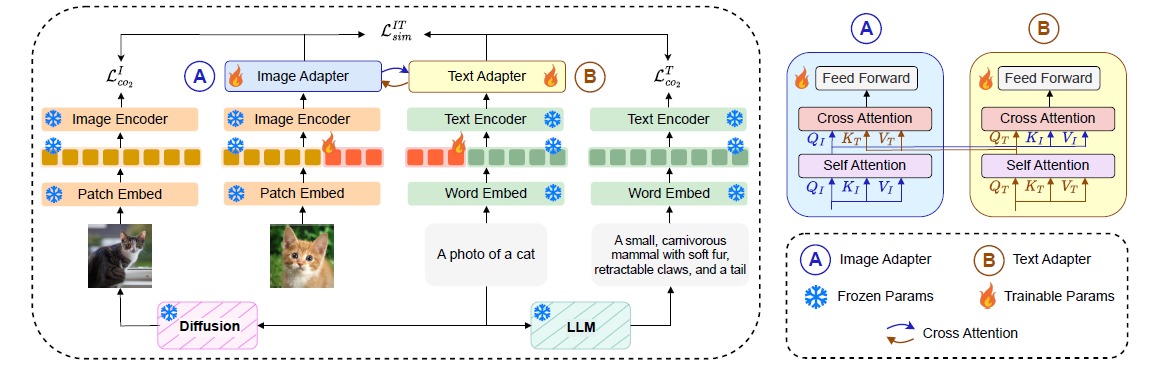 $\mathcal{L}_{sim}^{IT}$
$\mathcal{L}_{co_2}^{I}$
A
Image Adapter
Text Adapter
B
$\mathcal{L}_{co_2}^{T}$
Image Encoder
Image Encoder
Text Encoder
Text Encoder
Patch Embed
Patch Embed
Word Embed
Word Embed
A photo of a cat
A small, carnivorous
mammal with soft fur,
retractable claws, and a tail
Diffusion
LLM
A
Feed Forward
Cross Attention
$Q_I$ $K_T$ $V_T$
Self Attention
$Q_I$ $K_I$ $V_I$
B
Feed Forward
Cross Attention
$Q_T$ $K_I$ $V_I$
Self Attention
$Q_T$ $K_T$ $V_T$
A Image Adapter
B Text Adapter
Frozen Params
Trainable Params
Cross Attention